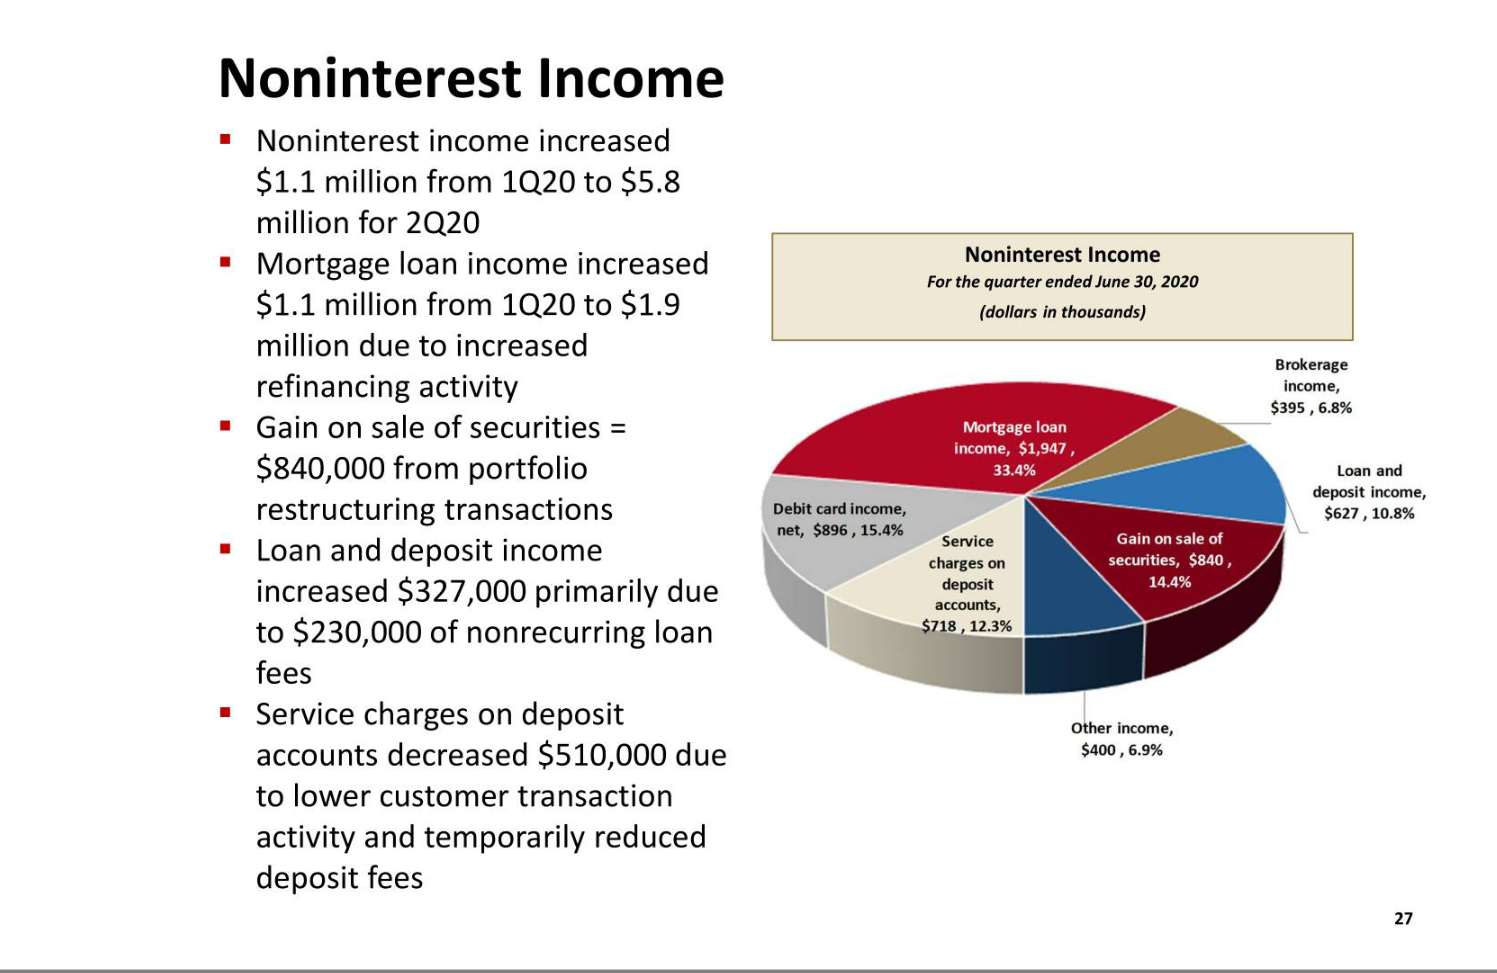 Noninterest Income
▪ Noninterest income increased
$1.1 million from 1Q20 to $5.8
million for 2Q20
▪ Mortgage loan income increased
$1.1 million from 1Q20 to $1.9
million due to increased
refinancing activity
▪ Gain on sale of securities =
$840,000 from portfolio
restructuring transactions
▪ Loan and deposit income
increased $327,000 primarily due
to $230,000 of nonrecurring loan
fees
▪ Service charges on deposit
accounts decreased $510,000 due
to lower customer transaction
activity and temporarily reduced
deposit fees
Noninterest Income
For the quarter ended June 30, 2020
(dollars in thousands)
Brokerage
income,
$395 , 6.8%
Mortgage loan
income, $1,947 ,
33.4%
Loan and
deposit income,
$627 , 10.8%
Debit card income,
net, $896 , 15.4%
Service
charges on
deposit
accounts,
$718 , 12.3%
Gain on sale of
securities, $840 ,
14.4%
Other income,
$400 , 6.9%
27